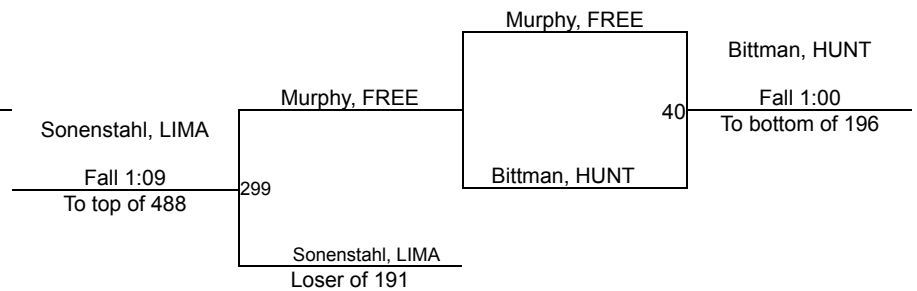 Murphy, FREE
Bittman, HUNT
Murphy, FREE
Fall 1:00
40
To bottom of 196
Sonenstahl, LIMA
Fall 1:09
Bittman, HUNT
299
To top of 488
Sonenstahl, LIMA
Loser of 191